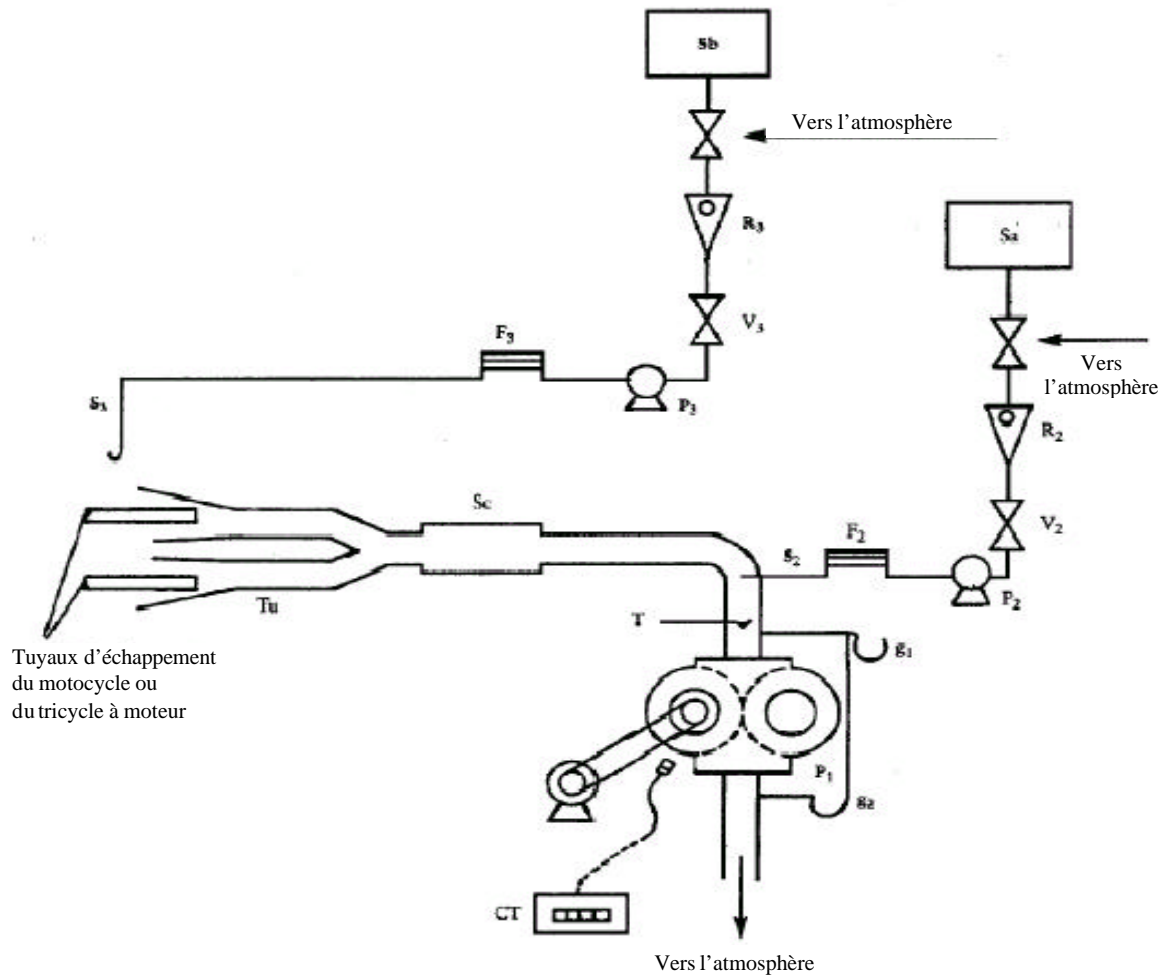 Sb
Vers l’atmosphère
R3
Sa
V3
F3
Vers
l’atmosphère
S3
P3
R2
Sc
V2
F2
S2
P2
Tu
T
g1
Tuyaux d’échappement
du motocycle ou
du tricycle à moteur
P1
g2
CT
Vers l’atmosphère